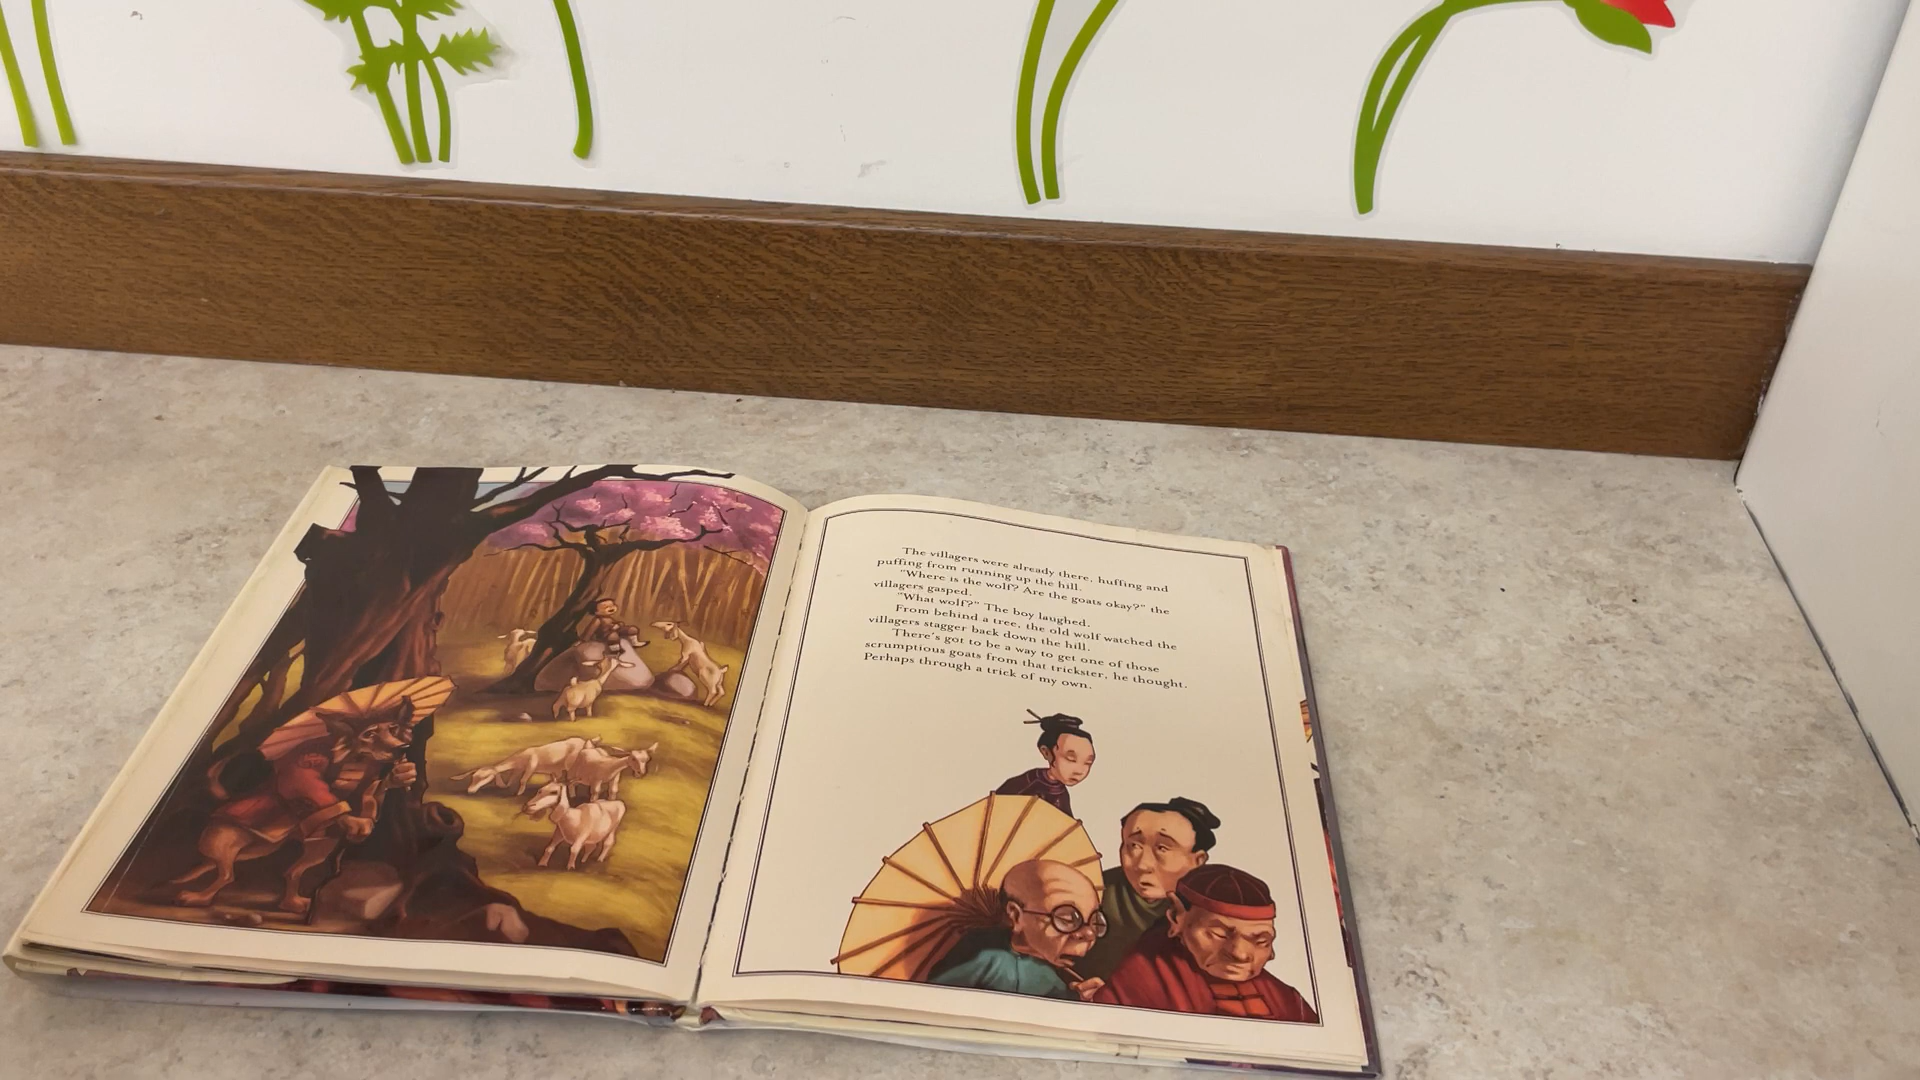 The villagers were already there, huffing and
puffing from running up the hill.
"Where is the wolf? Are the goats okay?" the
villagers gasped.
"What wolf?" The boy laughed.
From behind a tree, the old wolf watched the
villagers stagger back down the hill.
There's got to be a way to get one of those
scrumptious goats from that trickster, he thought.
Perhaps through a trick of my own.